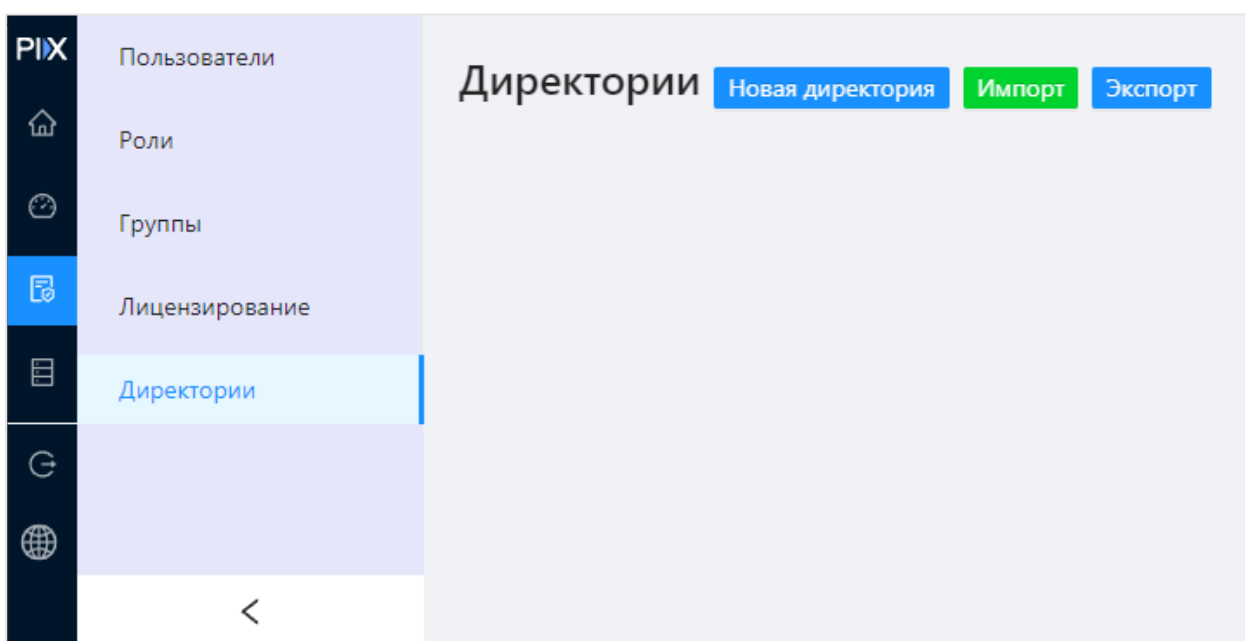 PIX
Пользователи
Роли
Группы
Лицензирование
Директории
Директории
Новая директория
Импорт
Экспорт